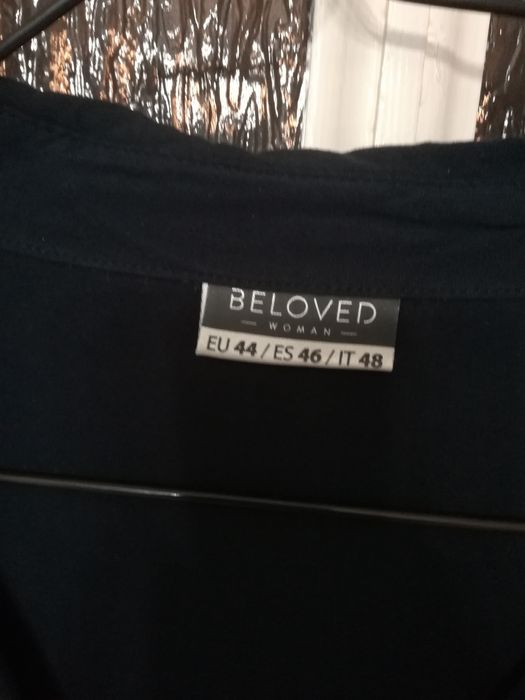 BELOVED
— WOMAN —
EU 44 / ES 46 / IT 48